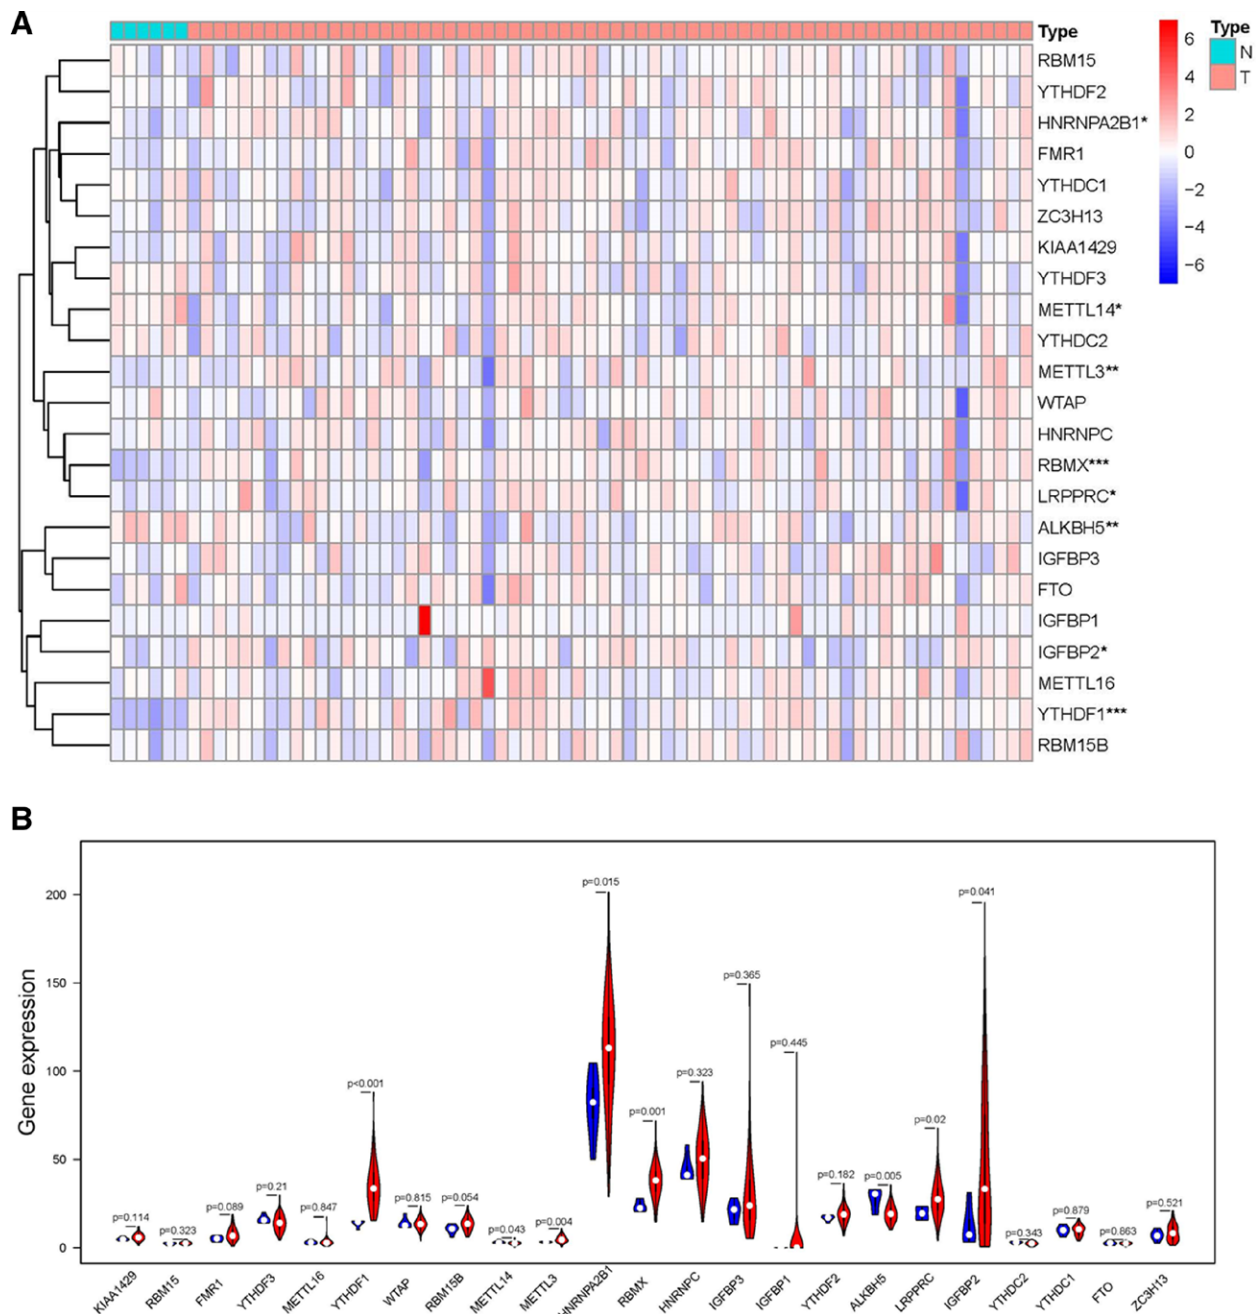 A
Type
RBM15
YTHDF2
HNRNPA2B1*
FMR1
YTHDC1
ZC3H13
KIAA1429
YTHDF3
METTL14*
YTHDC2
METTL3**
WTAP
HNRNPC
RBMX***
LRPPRC*
ALKBH5**
IGFBP3
FTO
IGFBP1
IGFBP2*
METTL16
YTHDF1***
RBM15B
6
4
2
0
−2
−4
−6
Type
N
T
B
Gene expression
200
150
100
50
0
p=0.114
p=0.323
p=0.089
p=0.21
p=0.847
p<0.001
p=0.815
p=0.054
p=0.043
p=0.004
p=0.015
p=0.001
p=0.323
p=0.365
p=0.445
p=0.182
p=0.005
p=0.02
p=0.041
p=0.343
p=0.879
p=0.863
p=0.521
KIAA1429
RBM15
FMR1
YTHDF3
METTL16
YTHDF1
WTAP
RBM15B
METTL14
METTL3
HNRNPA2B1
RBMX
HNRNPC
IGFBP3
IGFBP1
YTHDF2
ALKBH5
LRPPRC
IGFBP2
YTHDC2
YTHDC1
FTO
ZC3H13